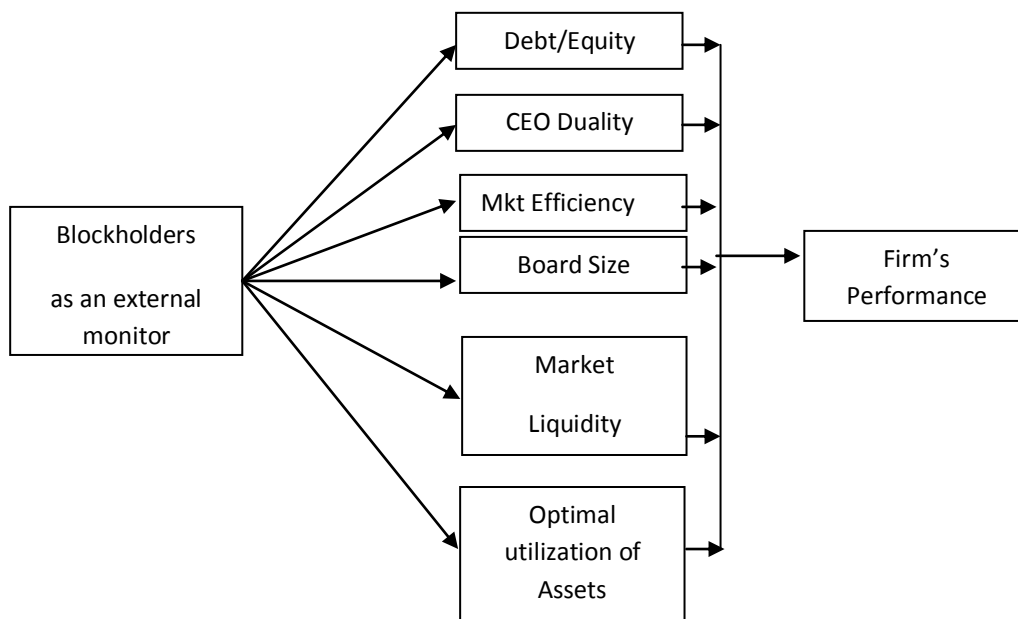 Debt/Equity
CEO Duality
Mkt Efficiency
Board Size
Market
Liquidity
Optimal
utilization of
Assets
Blockholders
as an external
monitor
Firm’s
Performance